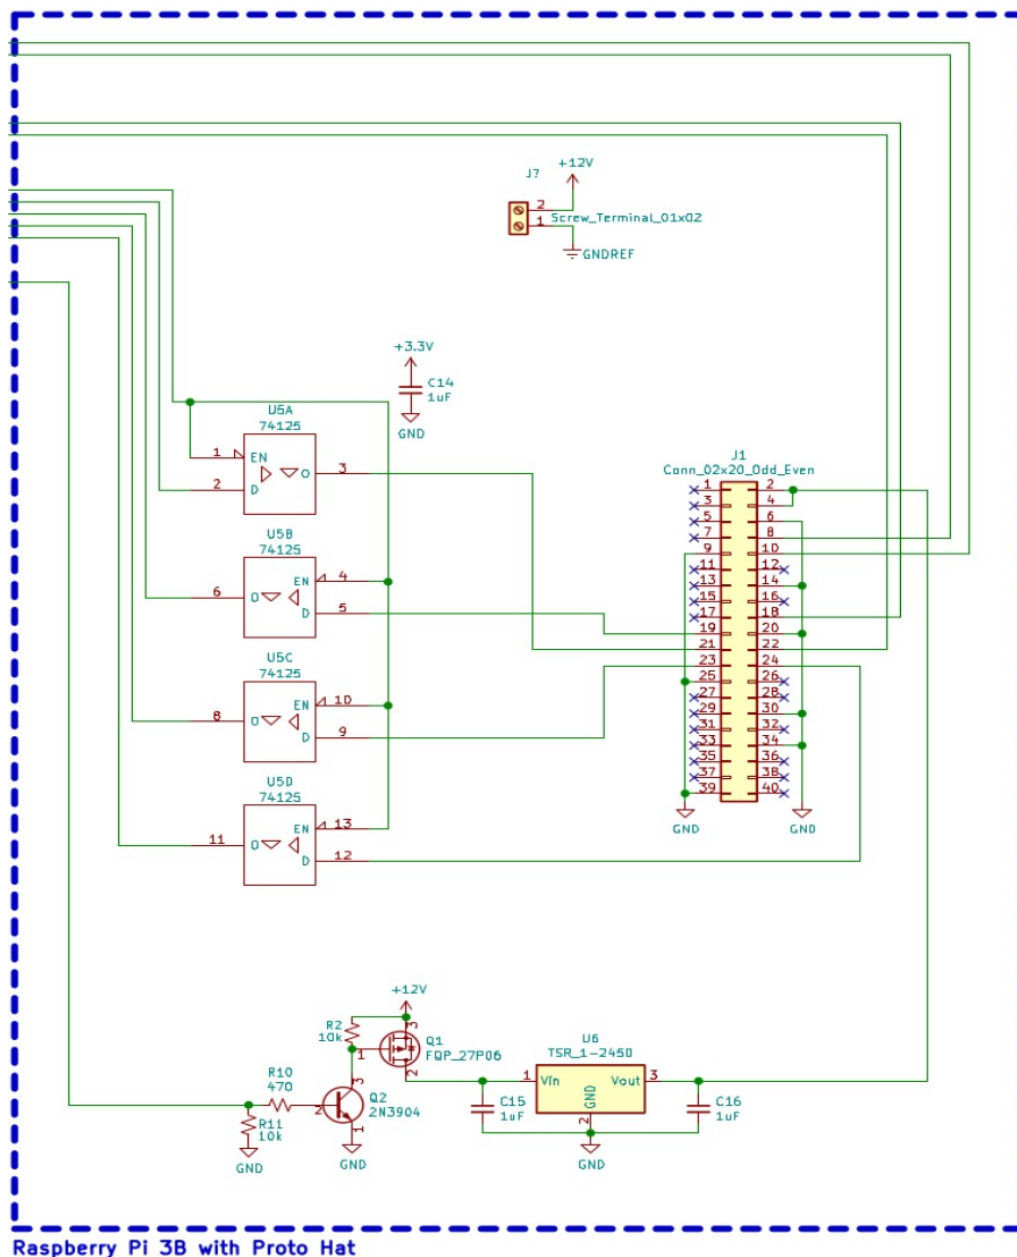 +12V
J?
2
1
Screw_Terminal_01x02
GNDREF
+3.3V
C14
1uF
GND
U5A
74125
1
EN
2
D
O
3
U5B
74125
EN
4
6
O
D
5
U5C
74125
EN
10
8
O
D
9
U5D
74125
EN
13
11
O
D
12
J1
Conn_02x20_Odd_Even
1 2
3 4
5 6
7 8
9 10
11 12
13 14
15 16
17 18
19 20
21 22
23 24
25 26
27 28
29 30
31 32
33 34
35 36
37 38
39 40
GND GND
+12V
R2
10k
3
1
Q1
FQP_27P06
2
R10
470
3
2
Q2
2N3904
1
R11
10k
GND
GND
U6
TSR_1-2450
1
Vin
Vout
3
GND
2
C15
1uF
C16
1uF
GND
Raspberry Pi 3B with Proto Hat